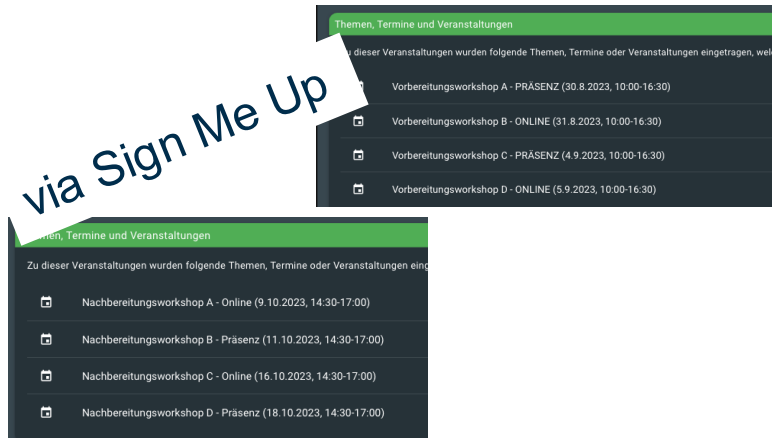 Themen, Termine und Veranstaltungen
dieser Veranstaltungen wurden folgende Themen, Termine oder Veranstaltungen eingetragen,
Vorbereitungsworkshop A - PRÄSENZ (30.8.2023, 10:00-16:30)
Vorbereitungsworkshop B - ONLINE (31.8.2023, 10:00-16:30)
Vorbereitungsworkshop C - PRÄSENZ (4.9.2023, 10:00-16:30)
Vorbereitungsworkshop D - ONLINE (5.9.2023, 10:00-16:30)
via Sign Me Up
Termine und Veranstaltungen
Zu dieser Veranstaltungen wurden folgende Themen, Termine oder Veranstaltungen
Nachbereitungsworkshop A - Online (9.10.2023, 14:30-17:00)
Nachbereitungsworkshop B - Präsenz (11.10.2023, 14:30-17:00)
Nachbereitungsworkshop C - Online (16.10.2023, 14:30-17:00)
Nachbereitungsworkshop D - Präsenz (18.10.2023, 14:30-17:00)